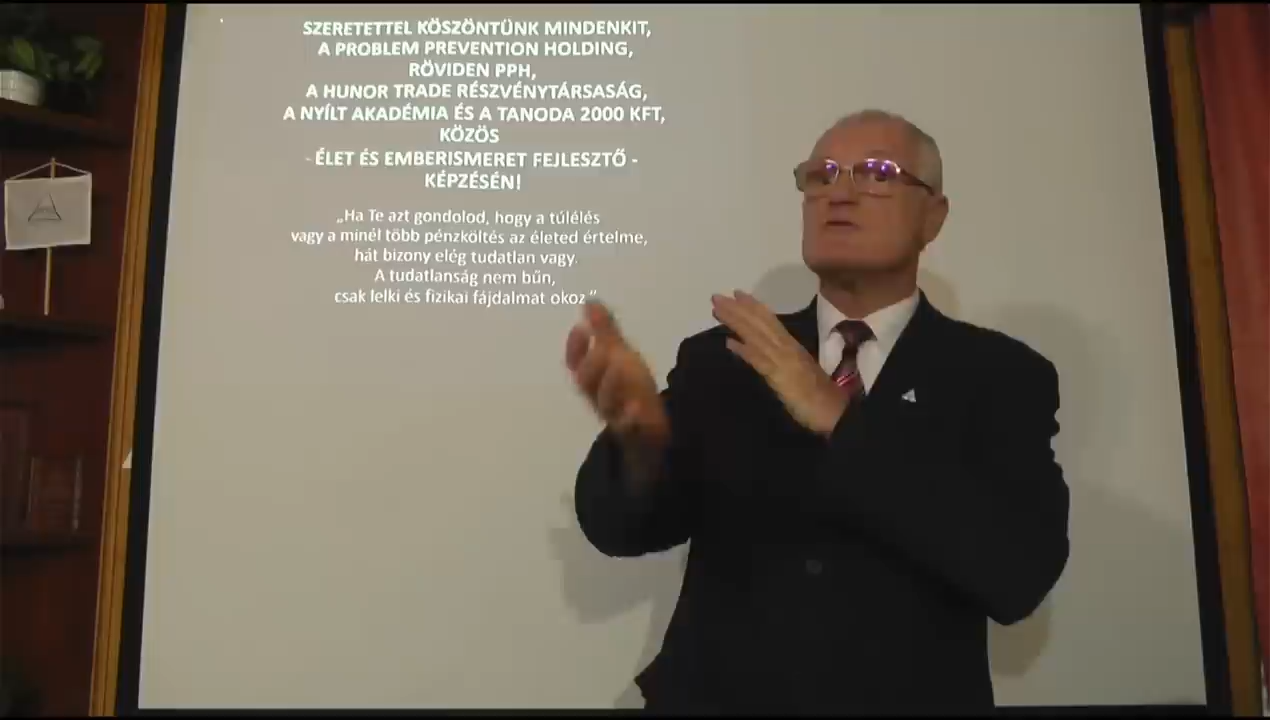 SZERETETTEL KÖSZÖNTÜNK MINDENKIT,
A PROBLEM PREVENTION HOLDING,
RÖVIDEN PPH,
A HUNOR TRADE RÉSZVÉNYTÁRSASÁG,
A NYÍLT AKADÉMIA ÉS A TANODA 2000 KFT,
KÖZÖS
- ÉLET ÉS EMBERISMERET FEJLESZTŐ -
KÉPZÉSÉN!
„Ha Te azt gondolod, hogy a túlélés
vagy a minél több pénzköltés az életed értelme,
hát bizony elég tudatlan vagy.
A tudatlanság nem bűn,
csak lelki és fizikai fájdalmat okoz.”